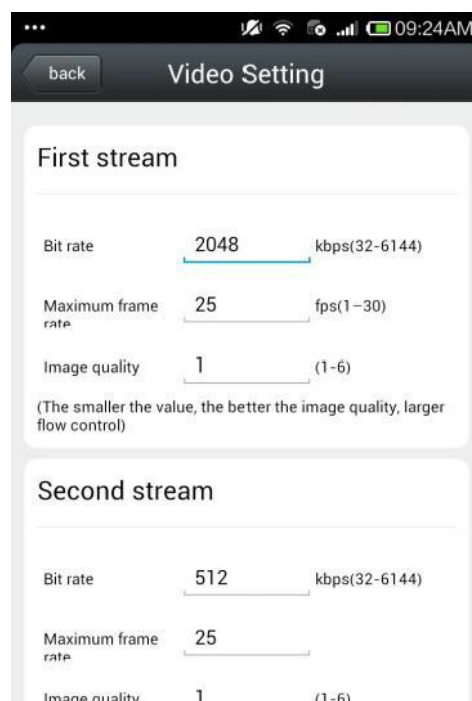 09:24AM
back
Video Setting
First stream
Bit rate 2048 kbps(32-6144)
Maximum frame 25 fps(1-30)
rate
Image quality 1 (1-6)
(The smaller the value, the better the image quality, larger
flow control)
Second stream
Bit rate 512 kbps(32-6144)
Maximum frame 25
rate
Image quality 1 (1-6)